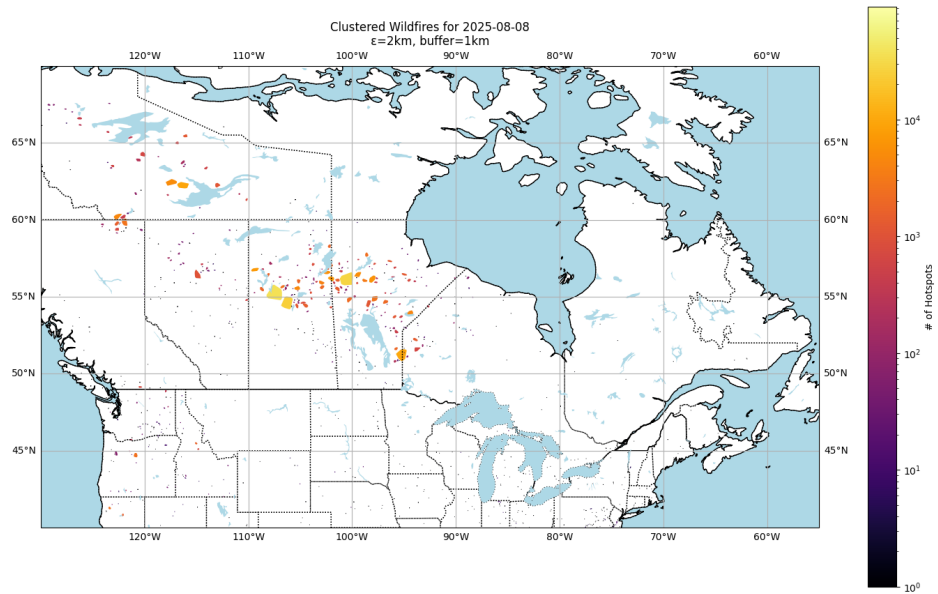 Clustered Wildfires for 2025-08-08
ε=2km, buffer=1km
120°W 110°W 100°W 90°W 80°W 70°W 60°W
65°N 65°N
60°N 60°N
55°N 55°N
50°N 50°N
45°N 45°N
120°W 110°W 100°W 90°W 80°W 70°W 60°W
10⁴
10³
10²
10¹
10⁰
# of Hotspots